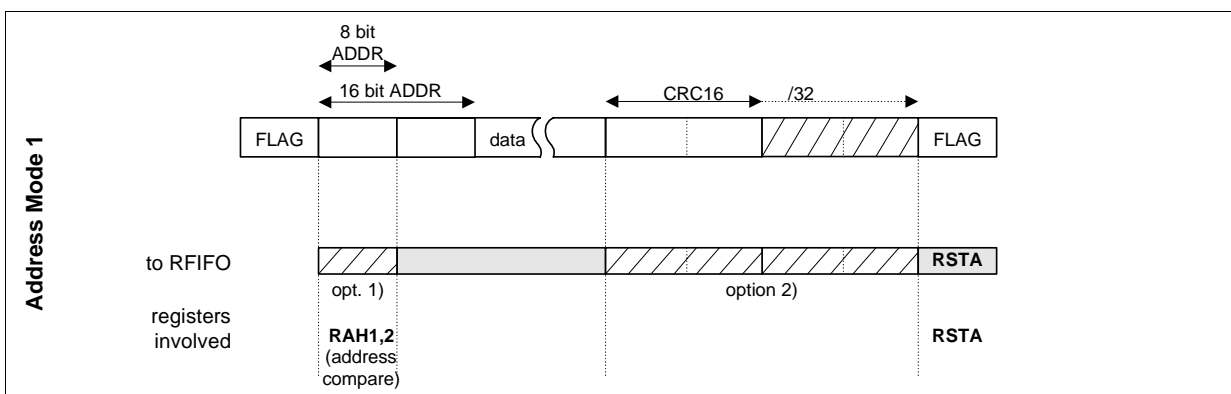 Address Mode 1
8 bit
ADDR
16 bit ADDR
CRC16 /32
FLAG data FLAG
to RFIFO RSTA
opt. 1) option 2)
registers
involved
RAH1,2 RSTA
(address
compare)